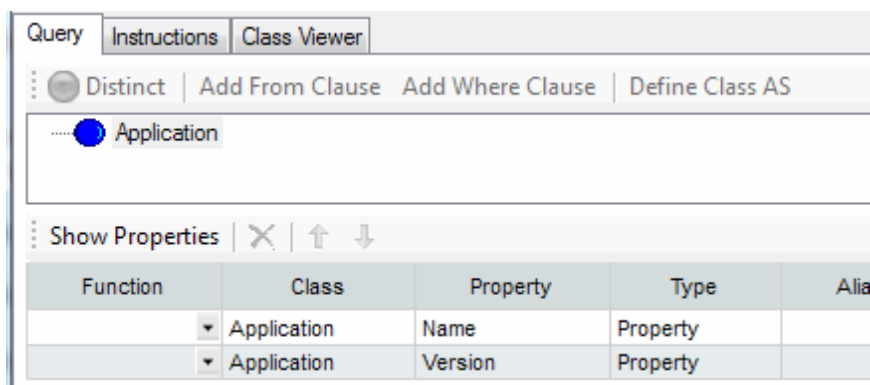 Query Instructions Class Viewer
Distinct Add From Clause Add Where Clause Define Class AS
Application
Show Properties
Function Class Property Type Alia
Application Name Property
Application Version Property